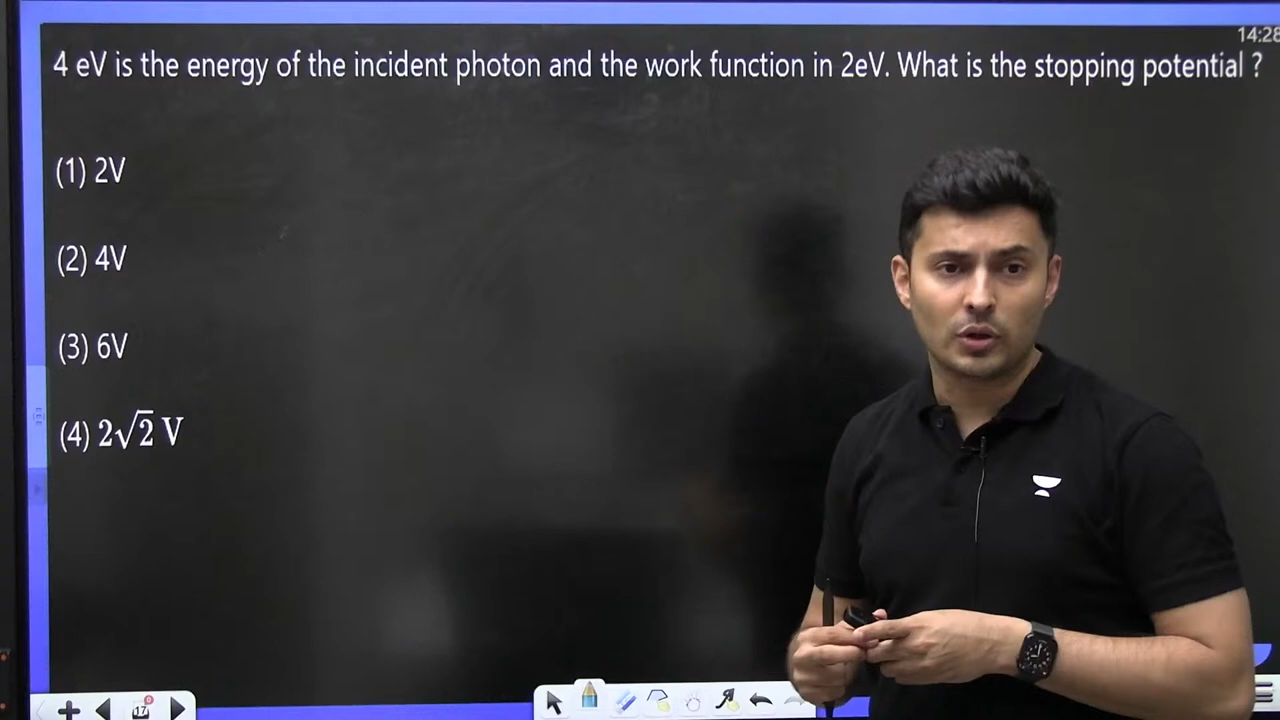 14:28
4 eV is the energy of the incident photon and the work function in 2eV. What is the stopping potential ?
(1) 2V
(2) 4V
(3) 6V
(4) 2√2 V
17